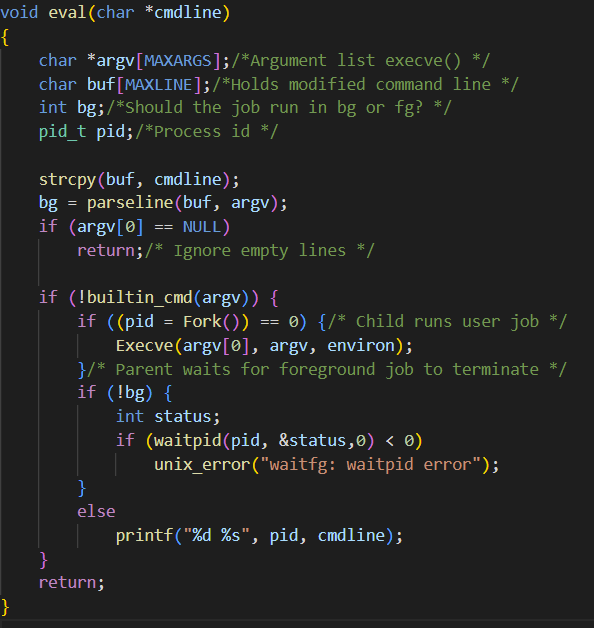 void eval(char *cmdline)
{
    char *argv[MAXARGS];/*Argument list execve() */
    char buf[MAXLINE];/*Holds modified command line */
    int bg;/*Should the job run in bg or fg? */
    pid_t pid;/*Process id */

    strcpy(buf, cmdline);
    bg = parseline(buf, argv);
    if (argv[0] == NULL)
        return;/* Ignore empty lines */

    if (!builtin_cmd(argv)) {
        if ((pid = Fork()) == 0) {/* Child runs user job */
            Execve(argv[0], argv, environ);
        }/* Parent waits for foreground job to terminate */
        if (!bg) {
            int status;
            if (waitpid(pid, &status,0) < 0)
                unix_error("waitfg: waitpid error");
        }
        else
            printf("%d %s", pid, cmdline);
    }
    return;
}